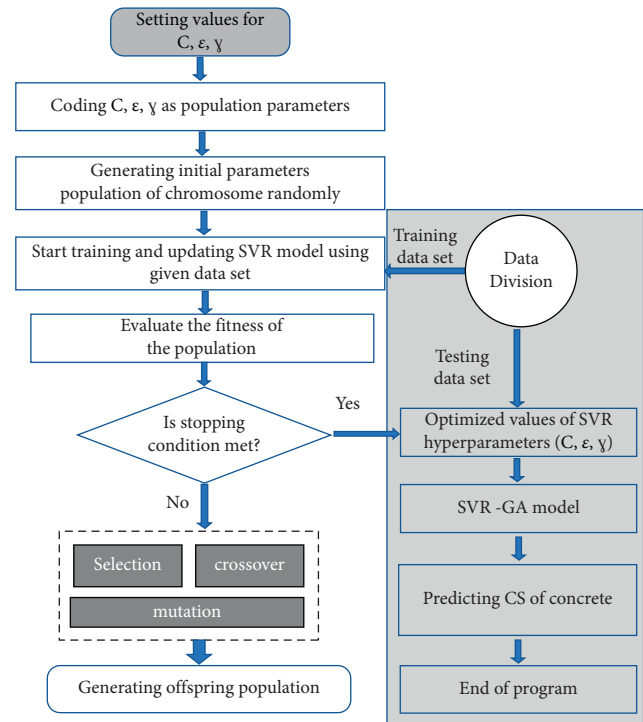 Setting values for
C, ε, ɣ
Coding C, ε, ɣ as population parameters
Generating initial parameters
population of chromosome randomly
Start training and updating SVR model using
given data set
Training
data set
Data
Division
Evaluate the fitness of
the population
Testing
data set
Is stopping
condition met?
Yes
Optimized values of SVR
hyperparameters (C, ε, ɣ)
No
SVR -GA model
Selection
crossover
mutation
Predicting CS of concrete
Generating offspring population
End of program